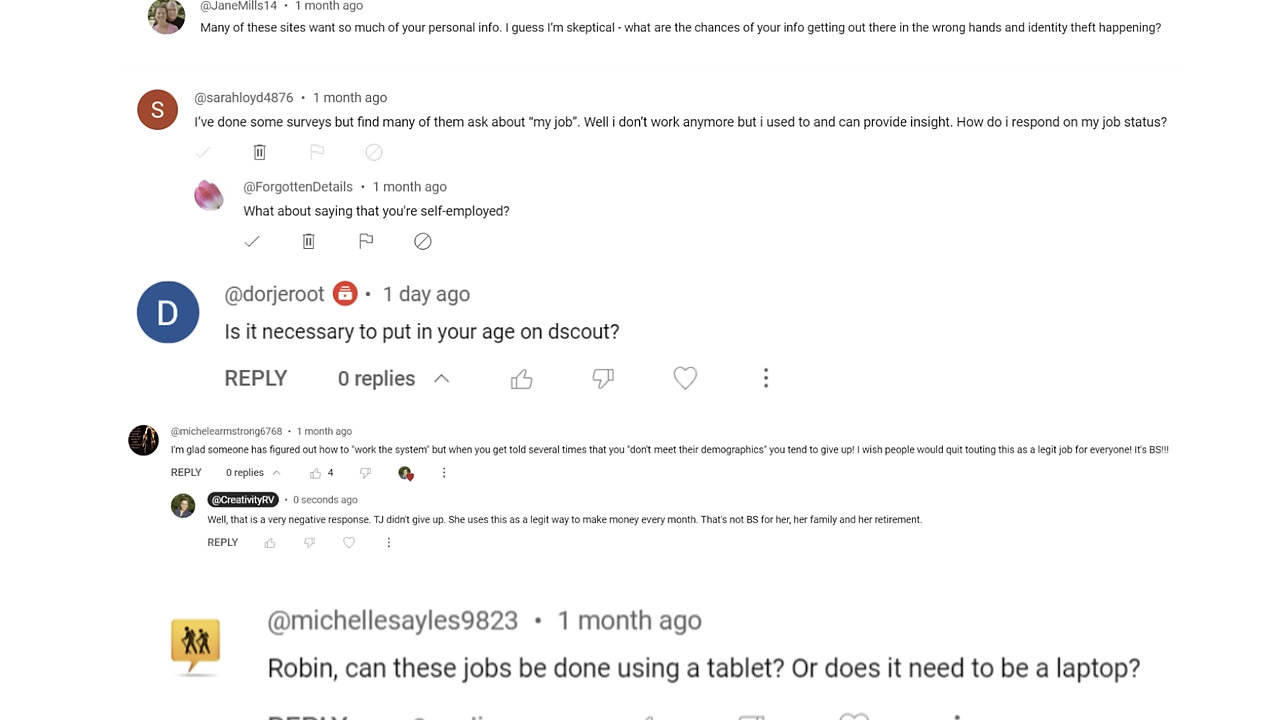 @JaneMills14 • 1 month ago
Many of these sites want so much of your personal info. I guess I'm skeptical - what are the chances of your info getting out there in the wrong hands and identity theft happening?
S
@sarahloyd4876 • 1 month ago
I've done some surveys but find many of them ask about “my job”. Well i don't work anymore but i used to and can provide insight. How do i respond on my job status?
@ForgottenDetails • 1 month ago
What about saying that you're self-employed?
D
@dorjeroot • 1 day ago
Is it necessary to put in your age on dscout?
REPLY 0 replies
@michelearmstrong6768 • 1 month ago
I'm glad someone has figured out how to "work the system" but when you get told several times that you "don't meet their demographics" you tend to give up! I wish people would quit touting this as a legit job for everyone! It's BS!!!
REPLY 0 replies 4
@CreativityRV • 0 seconds ago
Well, that is a very negative response. TJ didn't give up. She uses this as a legit way to make money every month. That's not BS for her, her family and her retirement.
REPLY
@michellesayles9823 • 1 month ago
Robin, can these jobs be done using a tablet? Or does it need to be a laptop?